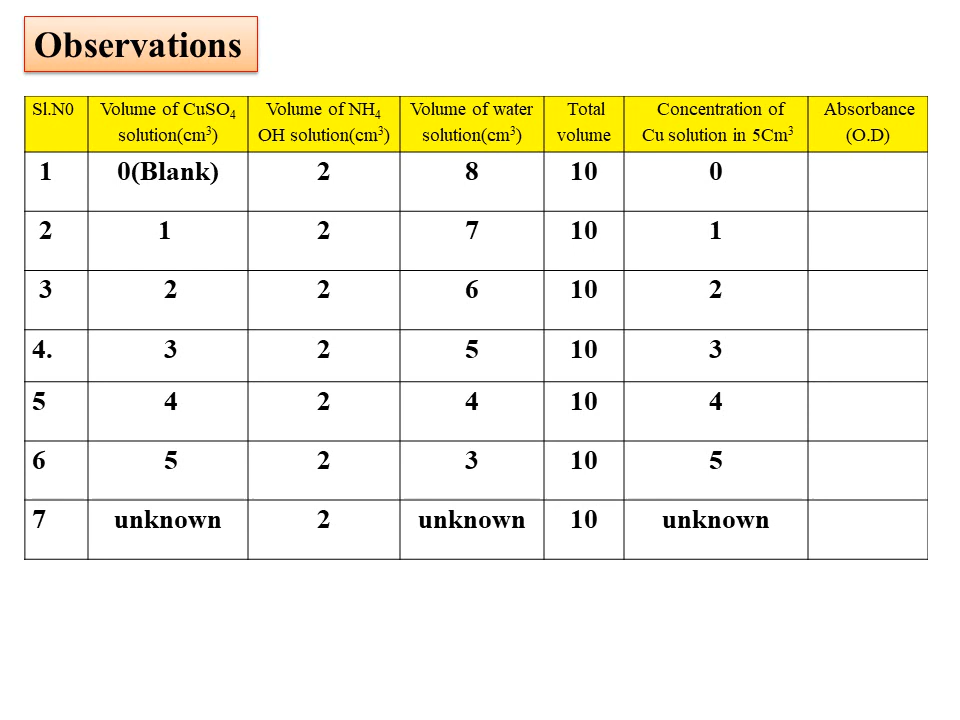 Observations
Sl.N0 Volume of CuSO4 Volume of NH4 Volume of water Total Concentration of Absorbance
solution(cm3) OH solution(cm3) solution(cm3) volume Cu solution in 5Cm3 (O.D)
1 0(Blank) 2 8 10 0
2 1 2 7 10 1
3 2 2 6 10 2
4. 3 2 5 10 3
5 4 2 4 10 4
6 5 2 3 10 5
7 unknown 2 unknown 10 unknown